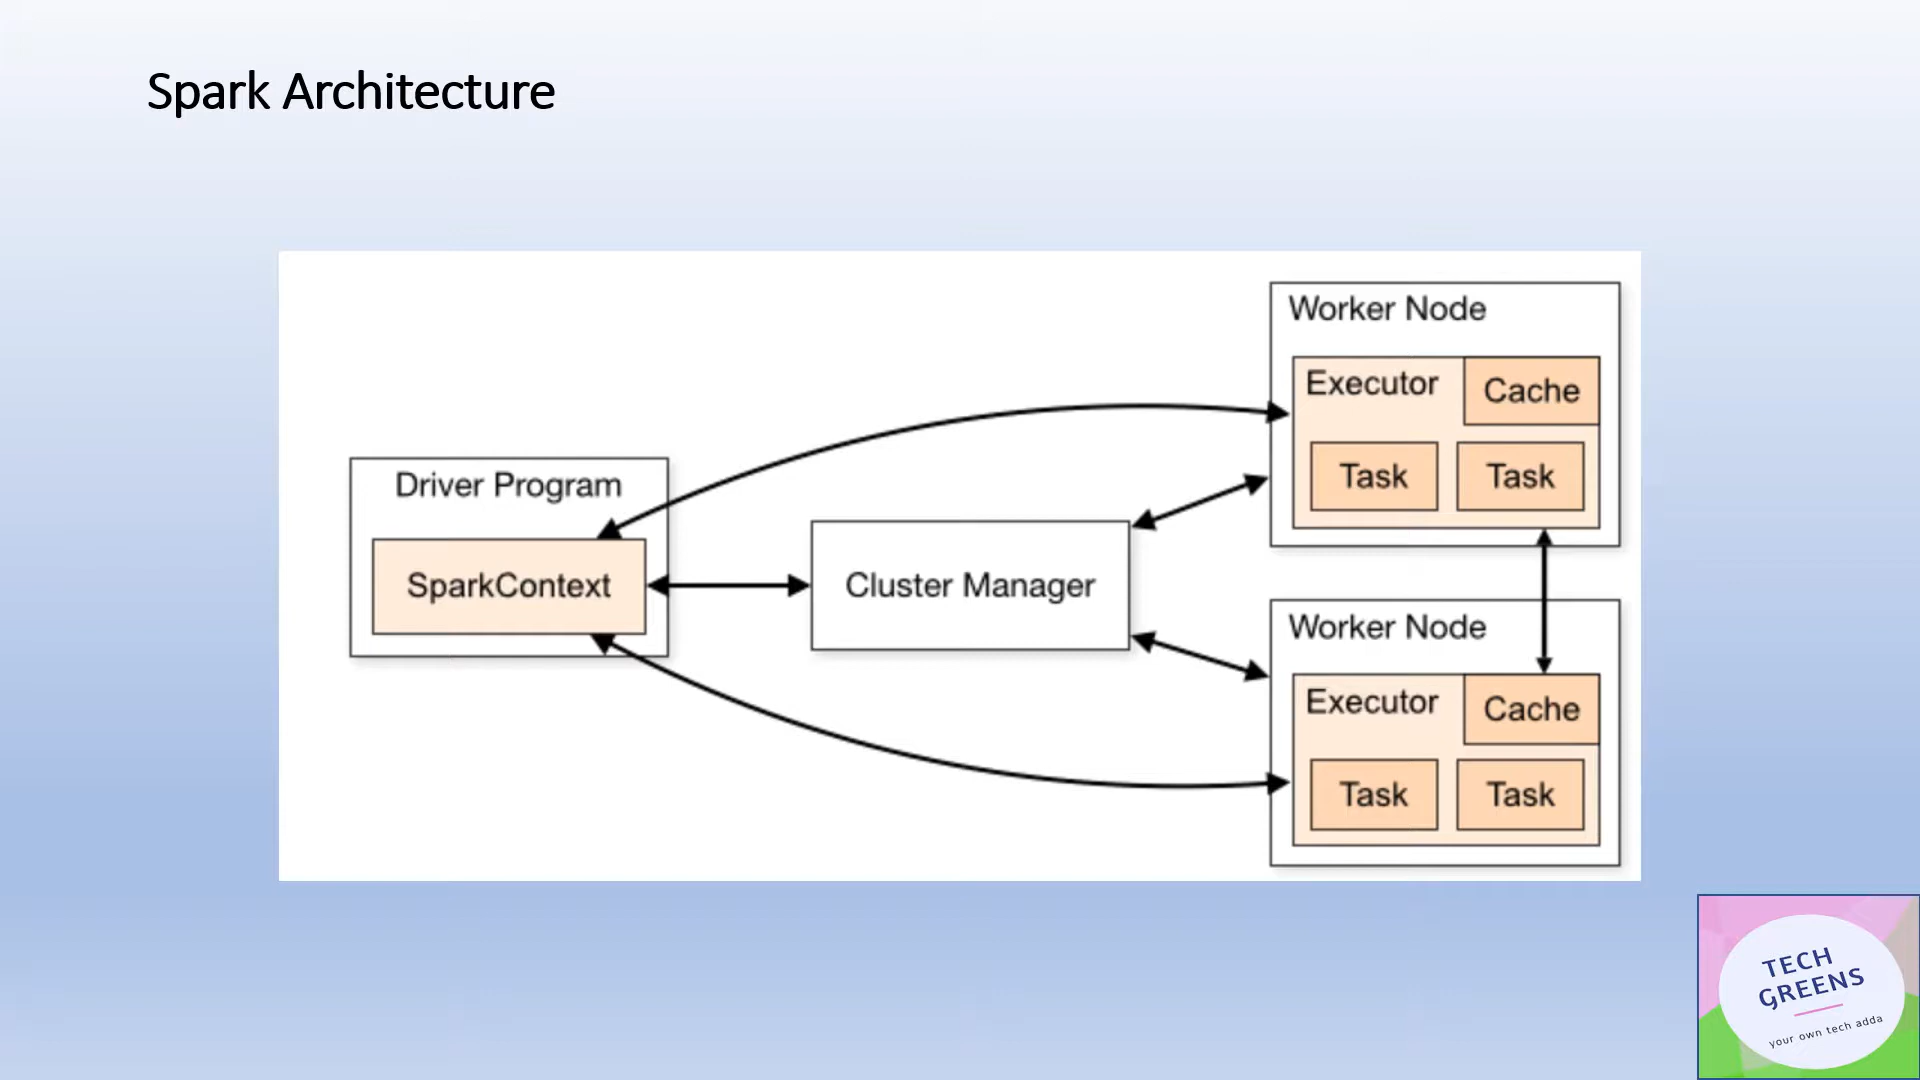 Spark Architecture
Worker Node
Executor
Cache
Task
Task
Driver Program
SparkContext
Cluster Manager
Worker Node
Executor
Cache
Task
Task
TECH
GREENS
your own tech adda